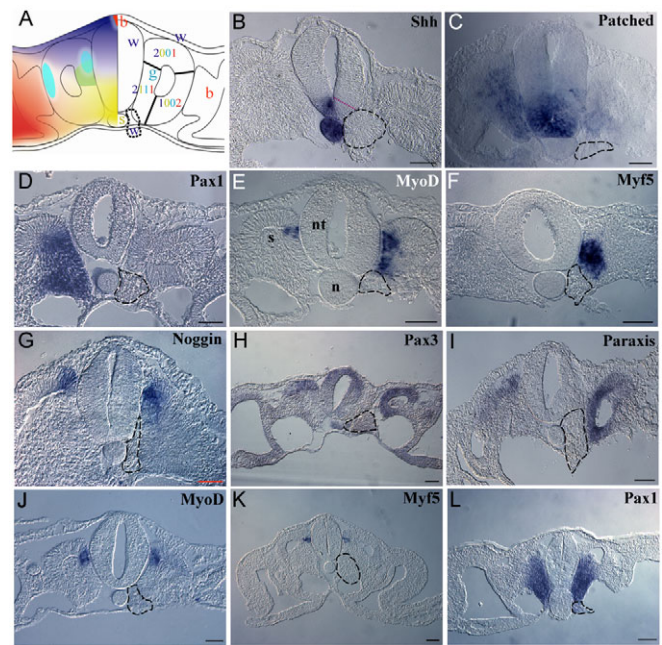 A
b
w
w
2001
g
b
2111
1002
s
w
B
Shh
C
Patched
D
Pax1
E
MyoD
s
nt
n
F
Myf5
G
Noggin
H
Pax3
I
Paraxis
J
MyoD
K
Myf5
L
Pax1